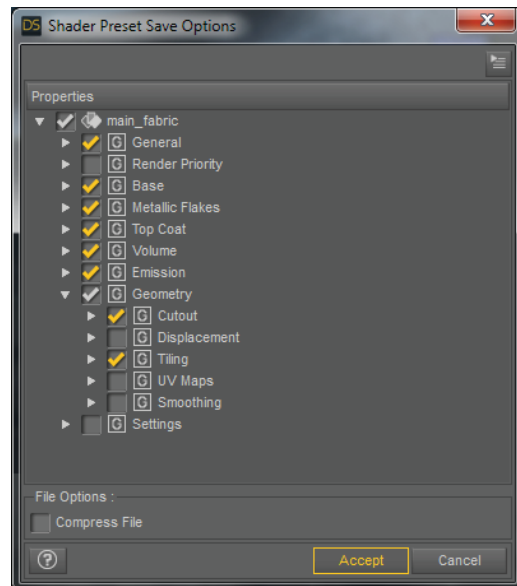 DS Shader Preset Save Options X
Properties
main_fabric
G General
G Render Priority
G Base
G Metallic Flakes
G Top Coat
G Volume
G Emission
G Geometry
G Cutout
G Displacement
G Tiling
G UV Maps
G Smoothing
G Settings
File Options :
Compress File
? Accept Cancel